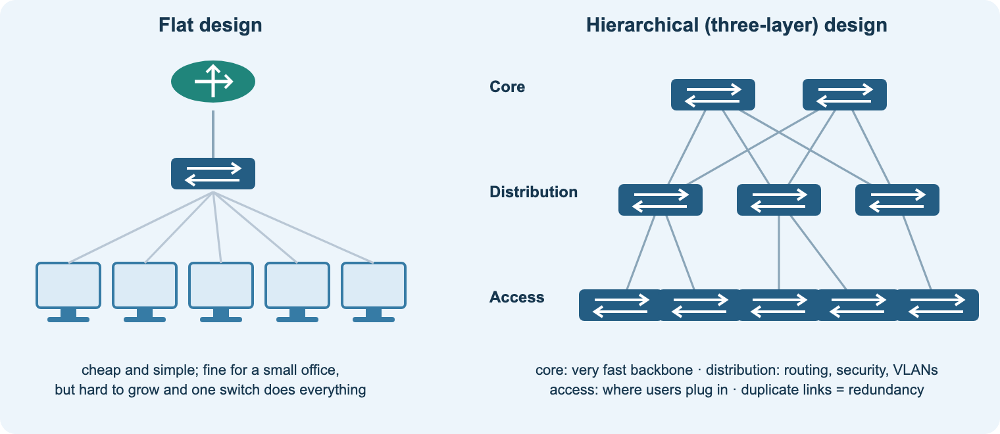 Flat design
cheap and simple; fine for a small office,
but hard to grow and one switch does everything
Hierarchical (three-layer) design
Core
Distribution
Access
core: very fast backbone · distribution: routing, security, VLANs
access: where users plug in · duplicate links = redundancy